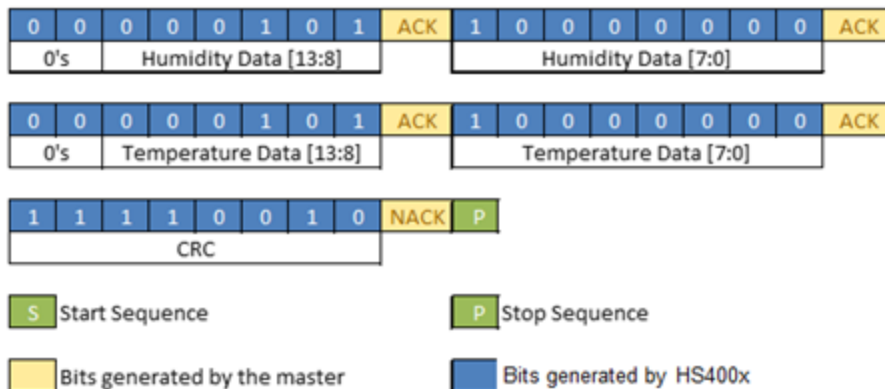 0 0 0 0 0 1 0 1 ACK 1 0 0 0 0 0 0 0 ACK
0's Humidity Data [13:8] Humidity Data [7:0]
0 0 0 0 0 1 0 1 ACK 1 0 0 0 0 0 0 0 ACK
0's Temperature Data [13:8] Temperature Data [7:0]
1 1 1 1 0 0 1 0 NACK P
CRC
S Start Sequence P Stop Sequence
Bits generated by the master Bits generated by HS400x